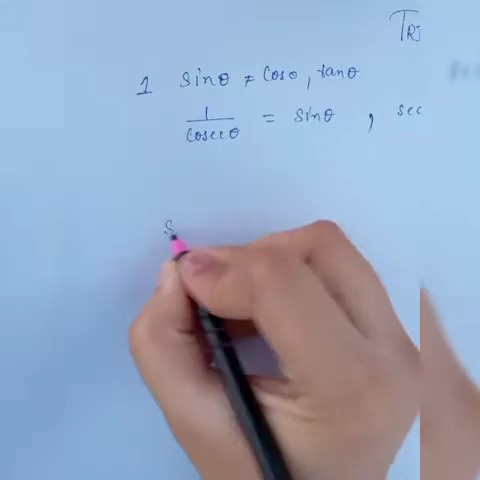 TRI
1 sinθ ≠ cosθ, tanθ
1/cosecθ = sinθ , sec
s